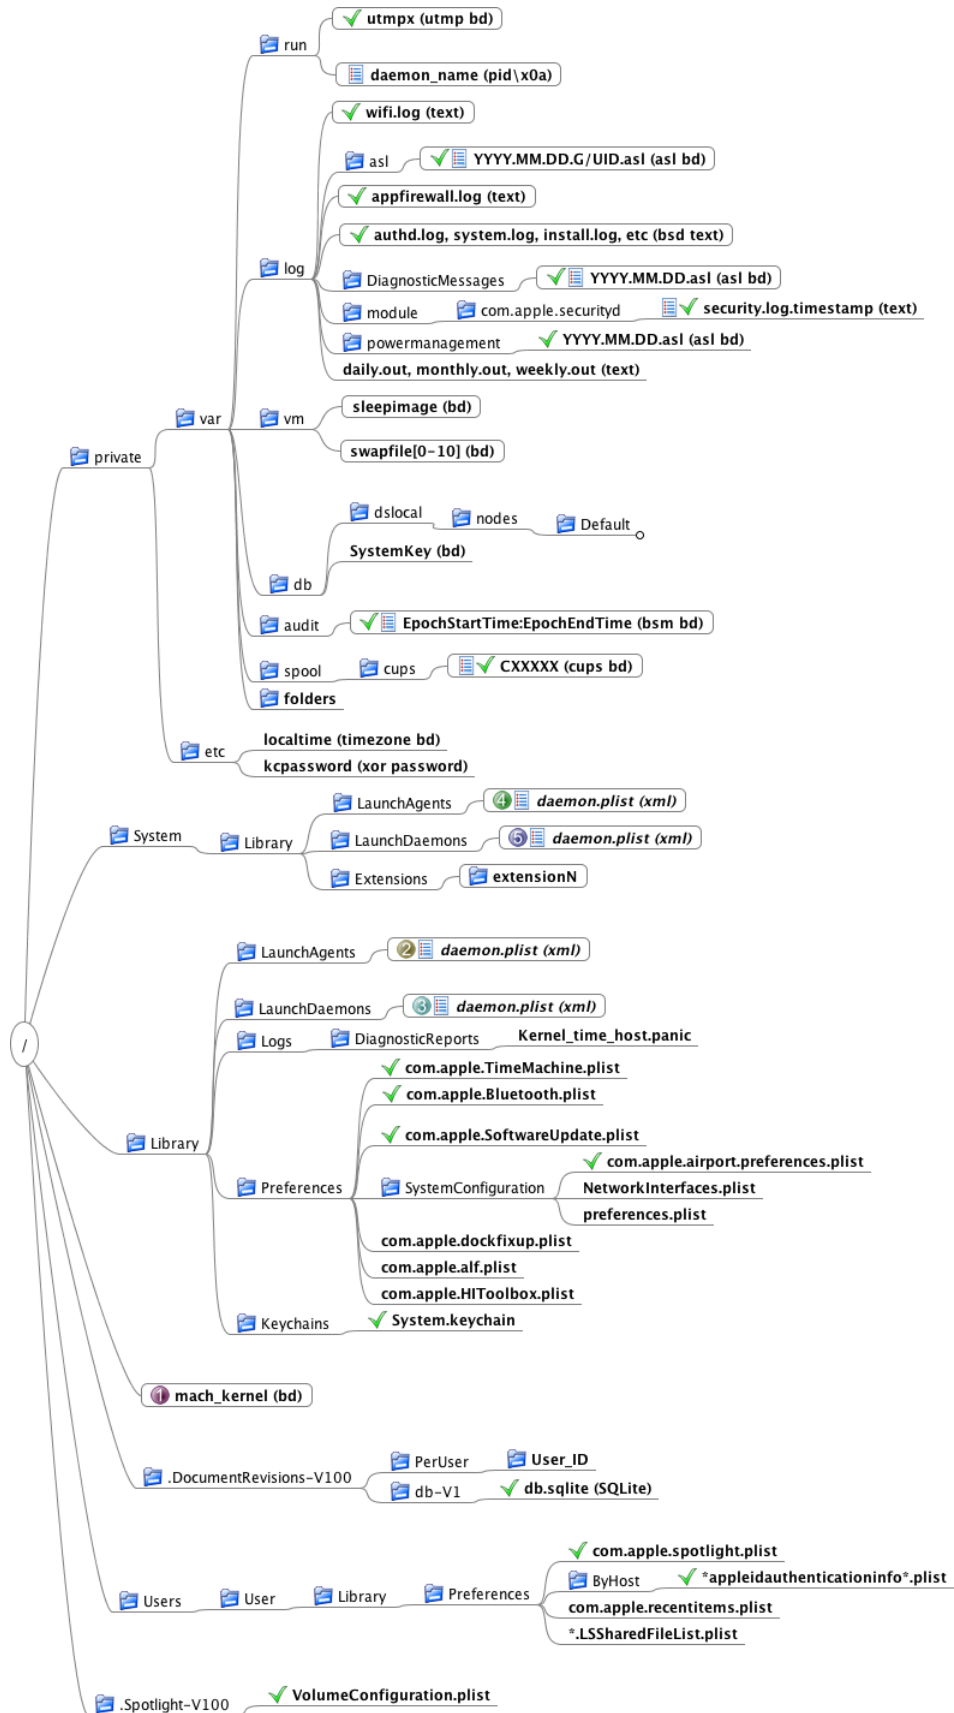 utmpx (utmp bd)
run
daemon_name (pid\x0a)
wifi.log (text)
asl
YYYY.MM.DD.G/UID.asl (asl bd)
appfirewall.log (text)
authd.log, system.log, install.log, etc (bsd text)
log
DiagnosticMessages
YYYY.MM.DD.asl (asl bd)
module
com.apple.securityd
security.log.timestamp (text)
powermanagement
YYYY.MM.DD.asl (asl bd)
daily.out, monthly.out, weekly.out (text)
var
vm
sleepimage (bd)
swapfile[0-10] (bd)
private
dslocal
nodes
Default
SystemKey (bd)
db
audit
EpochStartTime:EpochEndTime (bsm bd)
spool
cups
CXXXXX (cups bd)
folders
etc
localtime (timezone bd)
kcpassword (xor password)
System
Library
LaunchAgents
4 daemon.plist (xml)
LaunchDaemons
5 daemon.plist (xml)
Extensions
extensionN
LaunchAgents
2 daemon.plist (xml)
LaunchDaemons
3 daemon.plist (xml)
/
Logs
DiagnosticReports
Kernel_time_host.panic
com.apple.TimeMachine.plist
com.apple.Bluetooth.plist
com.apple.SoftwareUpdate.plist
Library
Preferences
SystemConfiguration
com.apple.airport.preferences.plist
NetworkInterfaces.plist
preferences.plist
com.apple.dockfixup.plist
com.apple.alf.plist
com.apple.HIToolbox.plist
Keychains
System.keychain
1 mach_kernel (bd)
.DocumentRevisions-V100
PerUser
User_ID
db-V1
db.sqlite (SQLite)
Users
User
Library
Preferences
com.apple.spotlight.plist
ByHost
*appleidauthenticationinfo*.plist
com.apple.recentitems.plist
*.LSSharedFileList.plist
.Spotlight-V100
VolumeConfiguration.plist